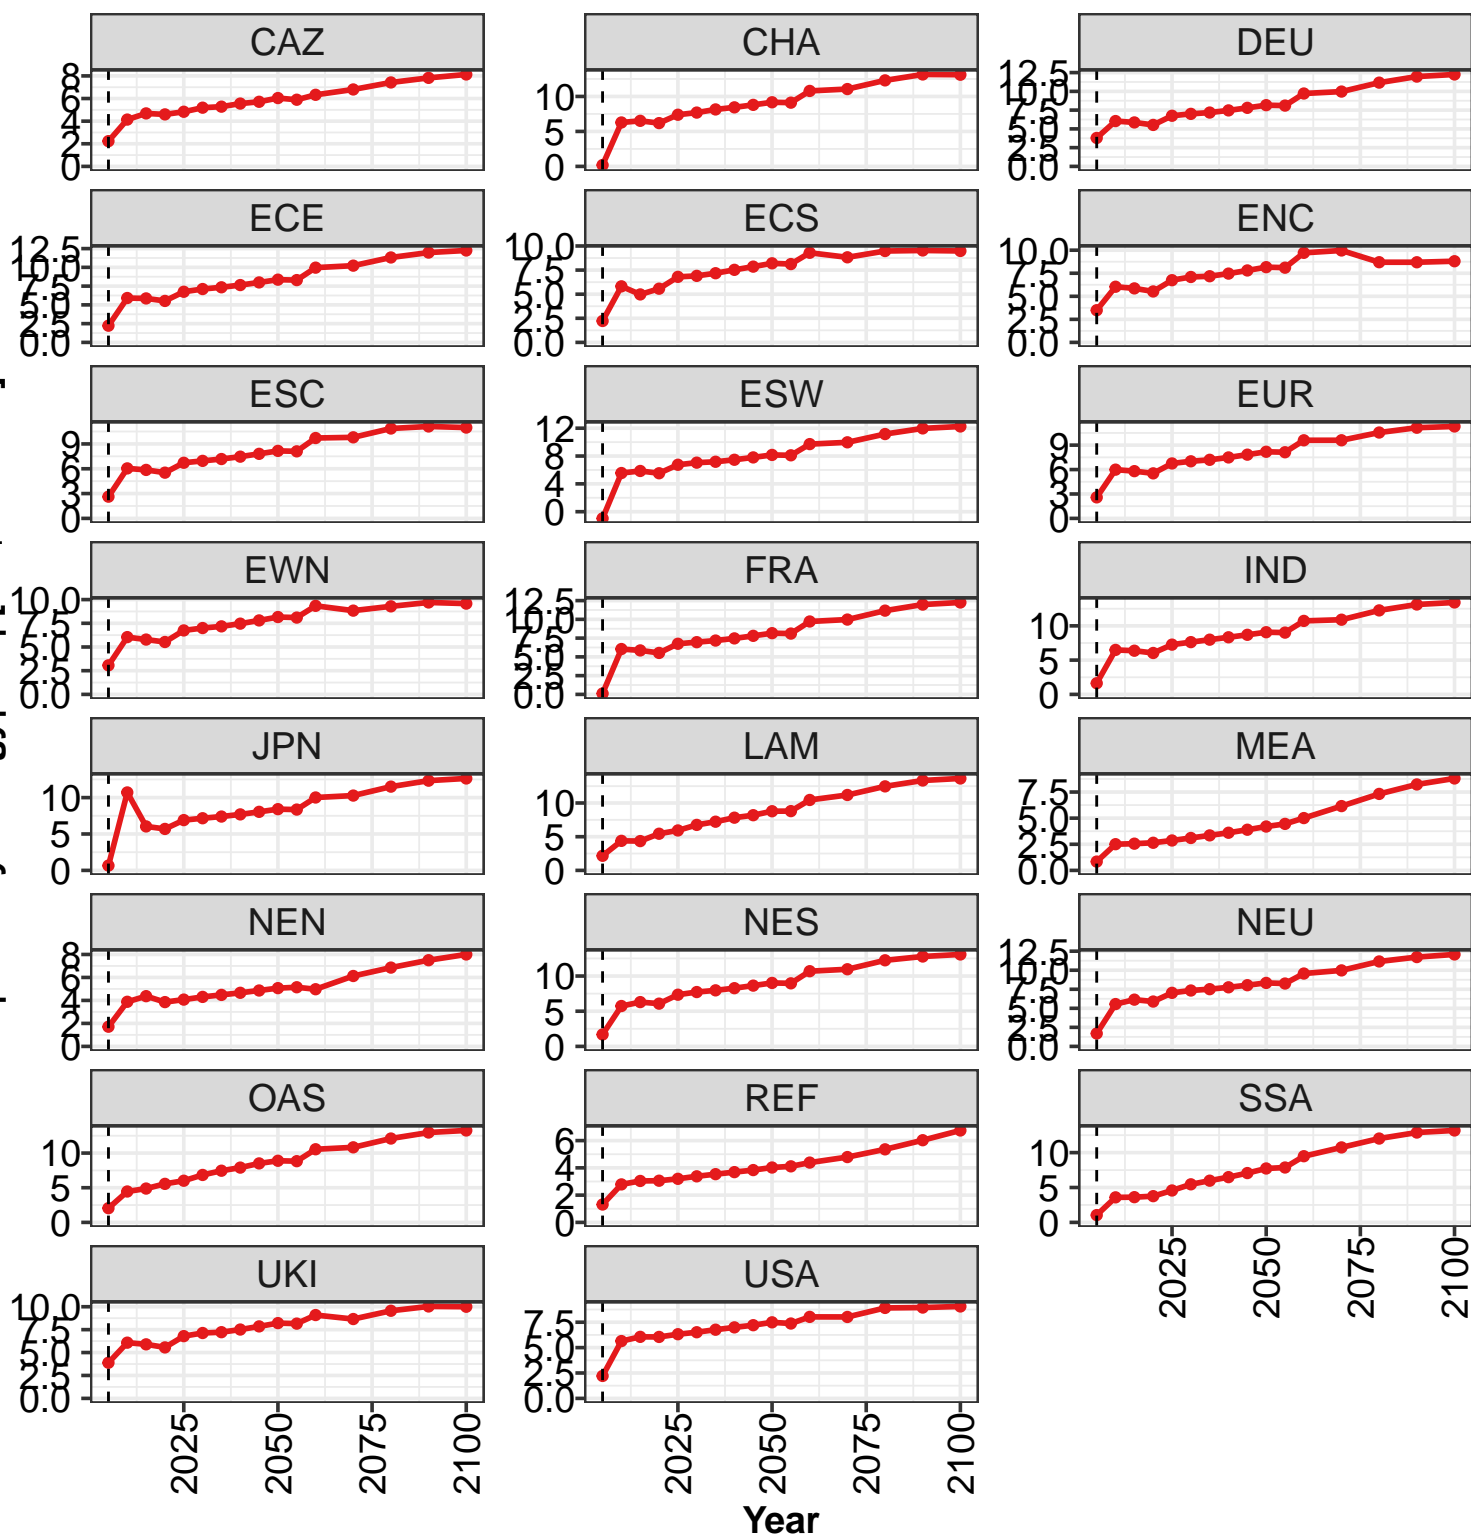 CAZ CHA DEU
8 6 4 2 0
10 5 0
12.5 10.0 7.5 5.0 2.5 0.0
ECE ECS ENC
12.5 10.0 7.5 5.0 2.5 0.0
10.0 7.5 5.0 2.5 0.0
10.0 7.5 5.0 2.5 0.0
ESC ESW EUR
9 6 3 0
12 8 4 0
9 6 3 0
EWN FRA IND
10.0 7.5 5.0 2.5 0.0
12.5 10.0 7.5 5.0 2.5 0.0
10 5 0
JPN LAM MEA
10 5 0
10 5 0
7.5 5.0 2.5 0.0
NEN NES NEU
8 6 4 2 0
10 5 0
12.5 10.0 7.5 5.0 2.5 0.0
OAS REF SSA
10 5 0
6 4 2 0
10 5 0
2025 2050 2075 2100
UKI USA
10.0 7.5 5.0 2.5 0.0
7.5 5.0 2.5 0.0
2025 2050 2075 2100
2025 2050 2075 2100
Year